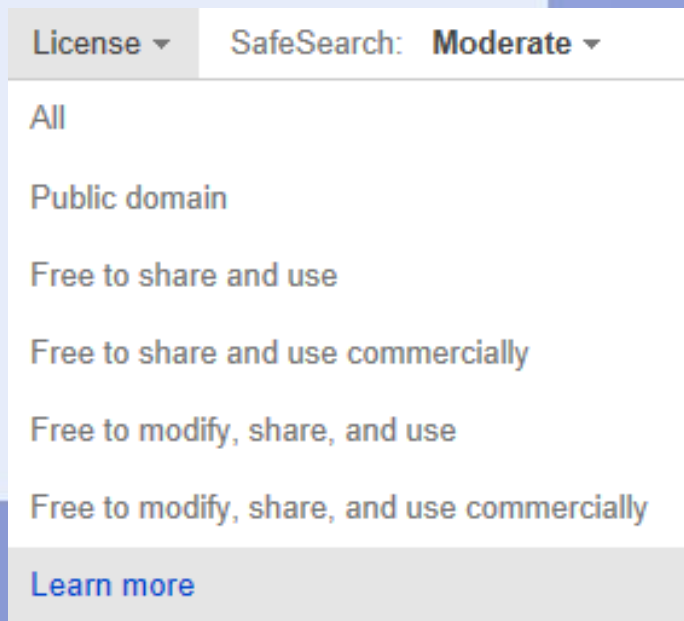 License SafeSearch: Moderate
All
Public domain
Free to share and use
Free to share and use commercially
Free to modify, share, and use
Free to modify, share, and use commercially
Learn more